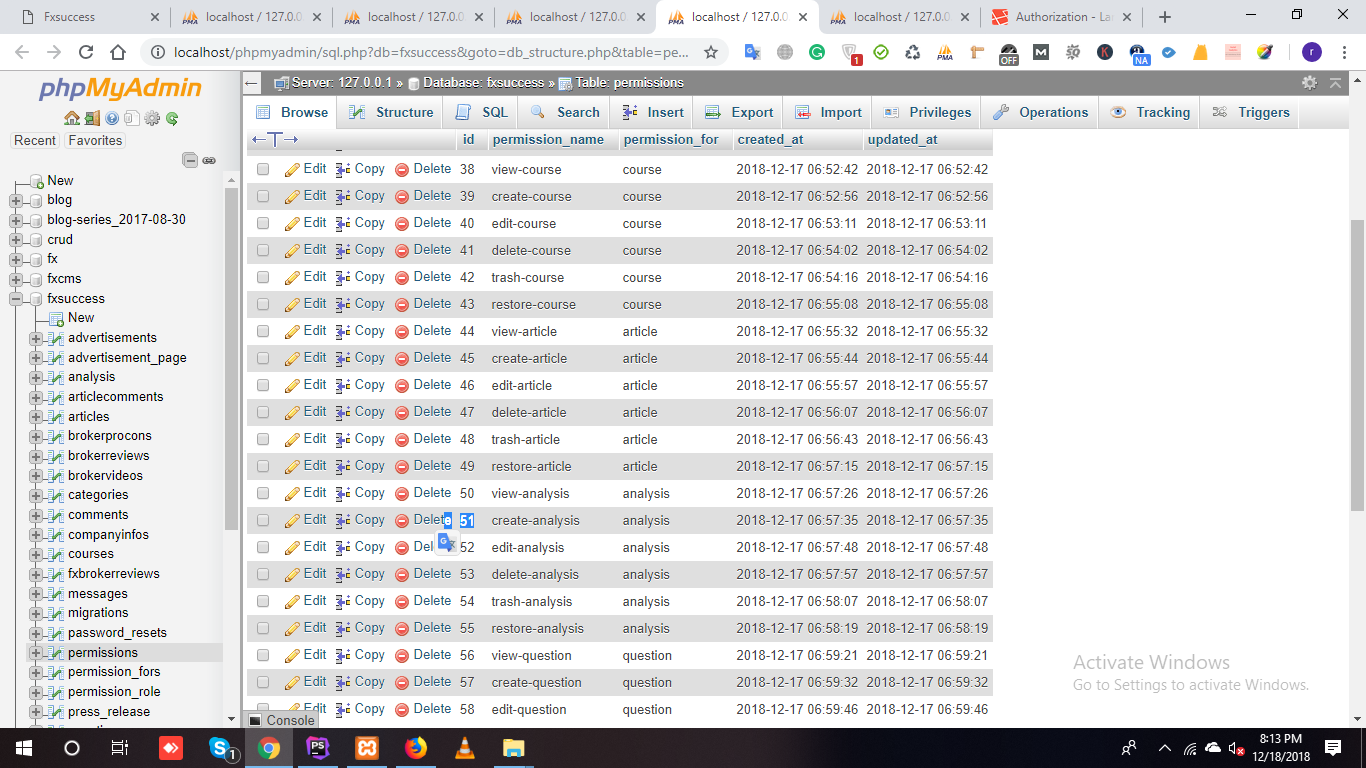 Fxsuccess
localhost / 127.0.0
localhost / 127.0.0
localhost / 127.0.0
localhost / 127.0.0
localhost / 127.0.0
Authorization - La
localhost/phpmyadmin/sql.php?db=fxsuccess&goto=db_structure.php&table=pe...
1
OFF
M
K
NA
r
phpMyAdmin
Recent Favorites
New
blog
blog-series_2017-08-30
crud
fx
fxcms
fxsuccess
New
advertisements
advertisement_page
analysis
articlecomments
articles
brokerprocons
brokerreviews
brokervideos
categories
comments
companyinfos
courses
fxbrokerreviews
messages
migrations
password_resets
permissions
permission_fors
permission_role
press_release
Server: 127.0.0.1 » Database: fxsuccess » Table: permissions
Browse Structure SQL Search Insert Export Import Privileges Operations Tracking Triggers
←T→ id permission_name permission_for created_at updated_at
Edit Copy Delete 38 view-course course 2018-12-17 06:52:42 2018-12-17 06:52:42
Edit Copy Delete 39 create-course course 2018-12-17 06:52:56 2018-12-17 06:52:56
Edit Copy Delete 40 edit-course course 2018-12-17 06:53:11 2018-12-17 06:53:11
Edit Copy Delete 41 delete-course course 2018-12-17 06:54:02 2018-12-17 06:54:02
Edit Copy Delete 42 trash-course course 2018-12-17 06:54:16 2018-12-17 06:54:16
Edit Copy Delete 43 restore-course course 2018-12-17 06:55:08 2018-12-17 06:55:08
Edit Copy Delete 44 view-article article 2018-12-17 06:55:32 2018-12-17 06:55:32
Edit Copy Delete 45 create-article article 2018-12-17 06:55:44 2018-12-17 06:55:44
Edit Copy Delete 46 edit-article article 2018-12-17 06:55:57 2018-12-17 06:55:57
Edit Copy Delete 47 delete-article article 2018-12-17 06:56:07 2018-12-17 06:56:07
Edit Copy Delete 48 trash-article article 2018-12-17 06:56:43 2018-12-17 06:56:43
Edit Copy Delete 49 restore-article article 2018-12-17 06:57:15 2018-12-17 06:57:15
Edit Copy Delete 50 view-analysis analysis 2018-12-17 06:57:26 2018-12-17 06:57:26
Edit Copy Delete 51 create-analysis analysis 2018-12-17 06:57:35 2018-12-17 06:57:35
Edit Copy Del 52 edit-analysis analysis 2018-12-17 06:57:48 2018-12-17 06:57:48
Edit Copy Delete 53 delete-analysis analysis 2018-12-17 06:57:57 2018-12-17 06:57:57
Edit Copy Delete 54 trash-analysis analysis 2018-12-17 06:58:07 2018-12-17 06:58:07
Edit Copy Delete 55 restore-analysis analysis 2018-12-17 06:58:19 2018-12-17 06:58:19
Edit Copy Delete 56 view-question question 2018-12-17 06:59:21 2018-12-17 06:59:21
Edit Copy Delete 57 create-question question 2018-12-17 06:59:32 2018-12-17 06:59:32
Edit Copy Delete 58 edit-question question 2018-12-17 06:59:46 2018-12-17 06:59:46
Console
Activate Windows
Go to Settings to activate Windows.
8:13 PM
12/18/2018